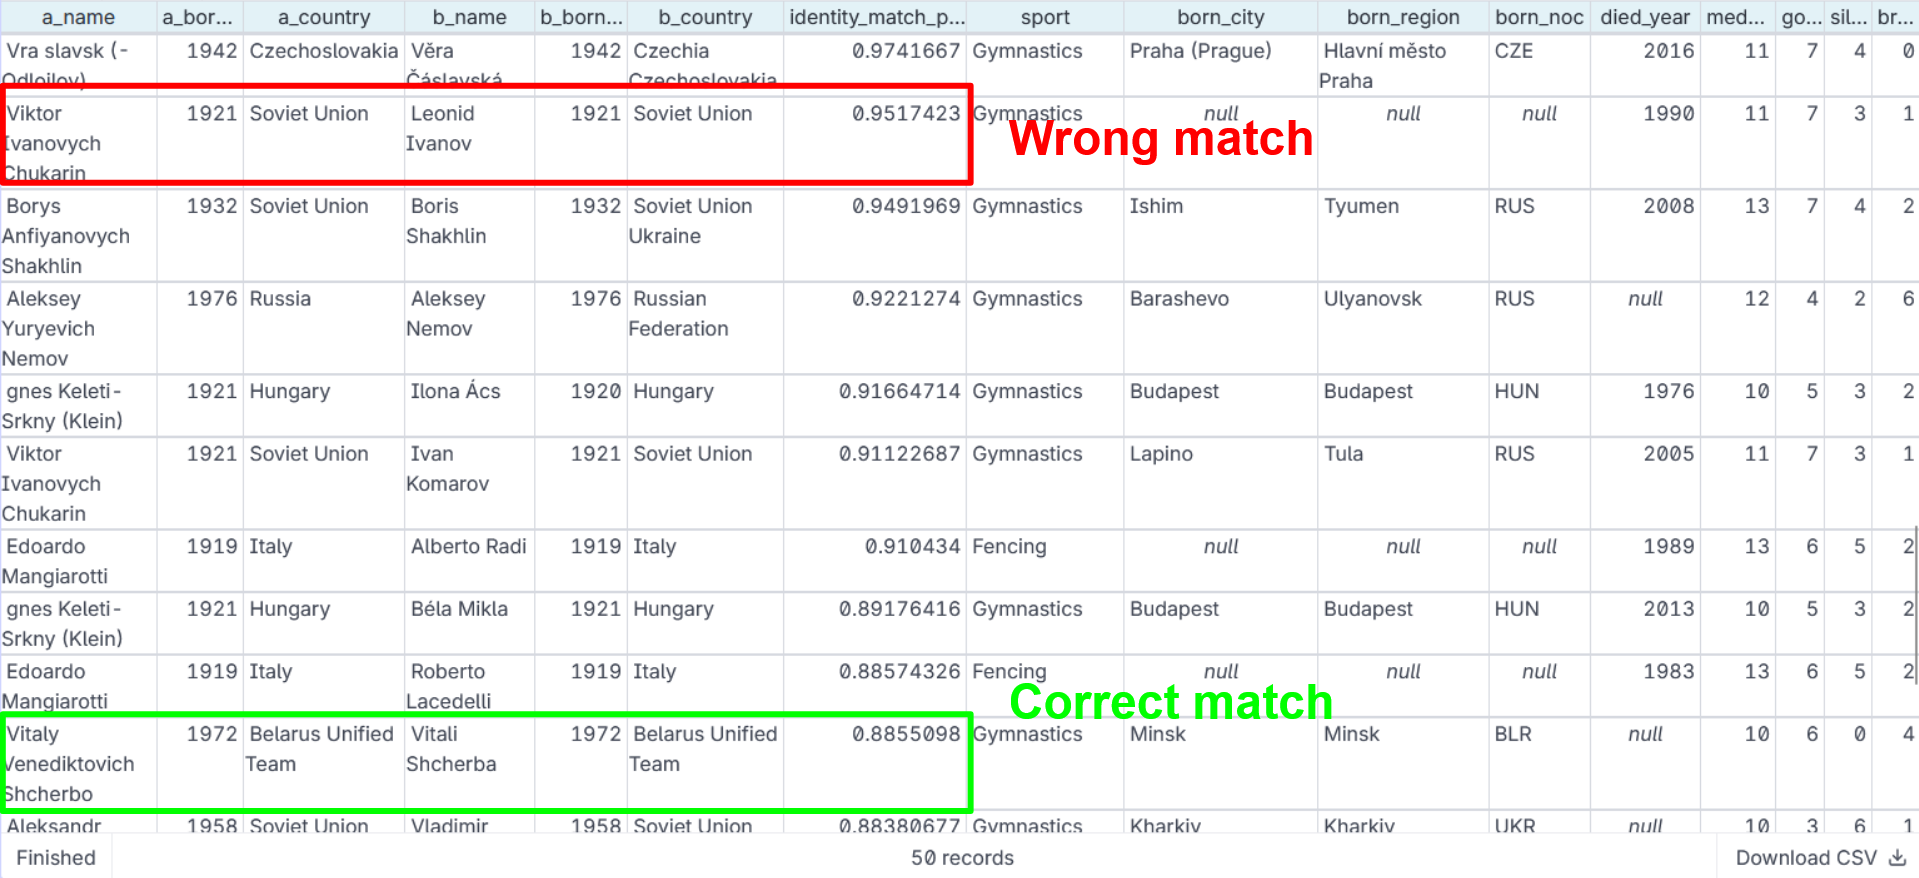 a_name a_bor... a_country b_name b_born... b_country identity_match_p... sport born_city born_region born_noc died_year med... go... sil... br...
Vra slavsk (- 1942 Czechoslovakia Věra 1942 Czechia 0.9741667 Gymnastics Praha (Prague) Hlavní město CZE 2016 11 7 4 0
Odloilov) Čáslavská Czechoslovakia Praha
Viktor 1921 Soviet Union Leonid 1921 Soviet Union 0.9517423 Gymnastics null null null 1990 11 7 3 1
Ivanovych Ivanov
Chukarin
Wrong match
Borys 1932 Soviet Union Boris 1932 Soviet Union 0.9491969 Gymnastics Ishim Tyumen RUS 2008 13 7 4 2
Anfiyanovych Shakhlin Ukraine
Shakhlin
Aleksey 1976 Russia Aleksey 1976 Russian 0.9221274 Gymnastics Barashevo Ulyanovsk RUS null 12 4 2 6
Yuryevich Nemov Federation
Nemov
gnes Keleti- 1921 Hungary Ilona Ács 1920 Hungary 0.91664714 Gymnastics Budapest Budapest HUN 1976 10 5 3 2
Srkny (Klein)
Viktor 1921 Soviet Union Ivan 1921 Soviet Union 0.91122687 Gymnastics Lapino Tula RUS 2005 11 7 3 1
Ivanovych Komarov
Chukarin
Edoardo 1919 Italy Alberto Radi 1919 Italy 0.910434 Fencing null null null 1989 13 6 5 2
Mangiarotti
gnes Keleti- 1921 Hungary Béla Mikla 1921 Hungary 0.89176416 Gymnastics Budapest Budapest HUN 2013 10 5 3 2
Srkny (Klein)
Edoardo 1919 Italy Roberto 1919 Italy 0.88574326 Fencing null null null 1983 13 6 5 2
Mangiarotti Lacedelli
Correct match
Vitaly 1972 Belarus Unified Vitali 1972 Belarus Unified 0.8855098 Gymnastics Minsk Minsk BLR null 10 6 0 4
Venediktovich Team Shcherba Team
Shcherbo
Aleksandr 1958 Soviet Union Vladimir 1958 Soviet Union 0.88380677 Gymnastics Kharkiv Kharkiv UKR null 10 3 6 1
Finished 50 records Download CSV